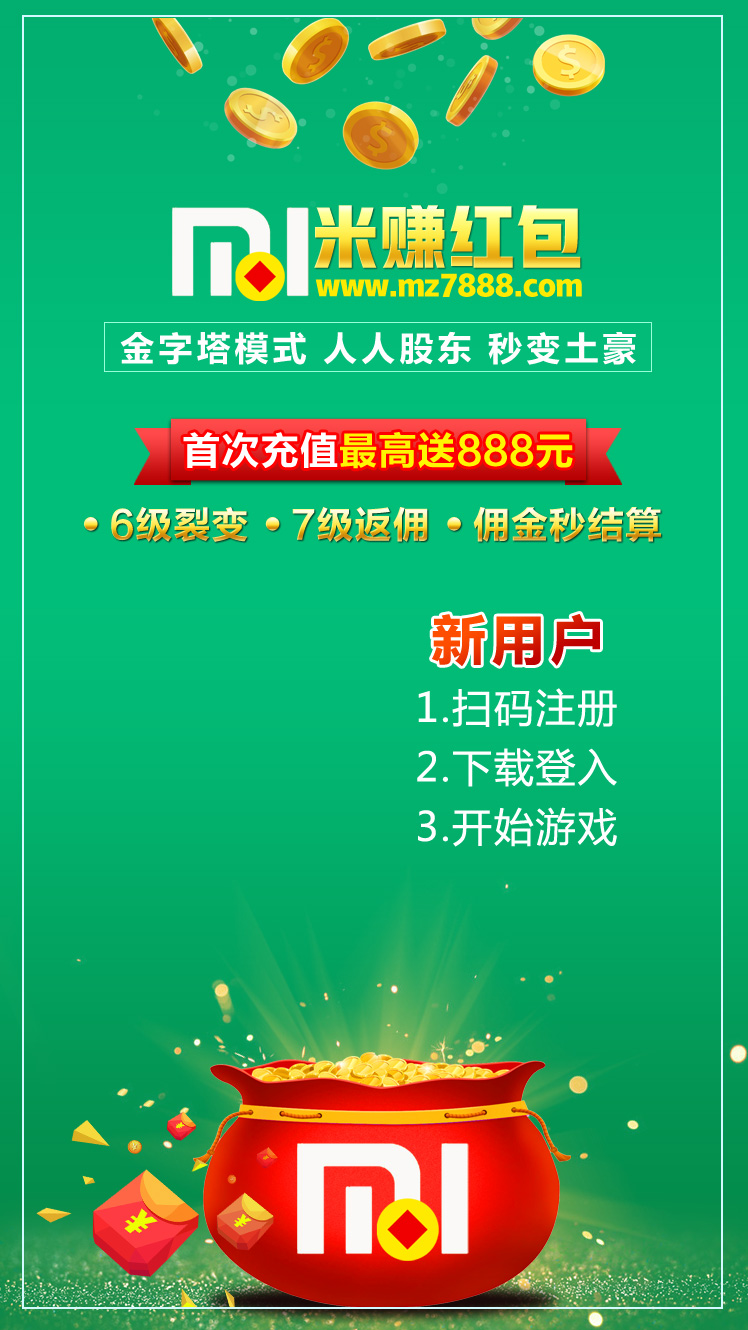 米赚红包
www.mz7888.com
金字塔模式 人人股东 秒变土豪
首次充值最高送888元
•6级裂变 •7级返佣 •佣金秒结算
新用户
1.扫码注册
2.下载登入
3.开始游戏
¥
¥